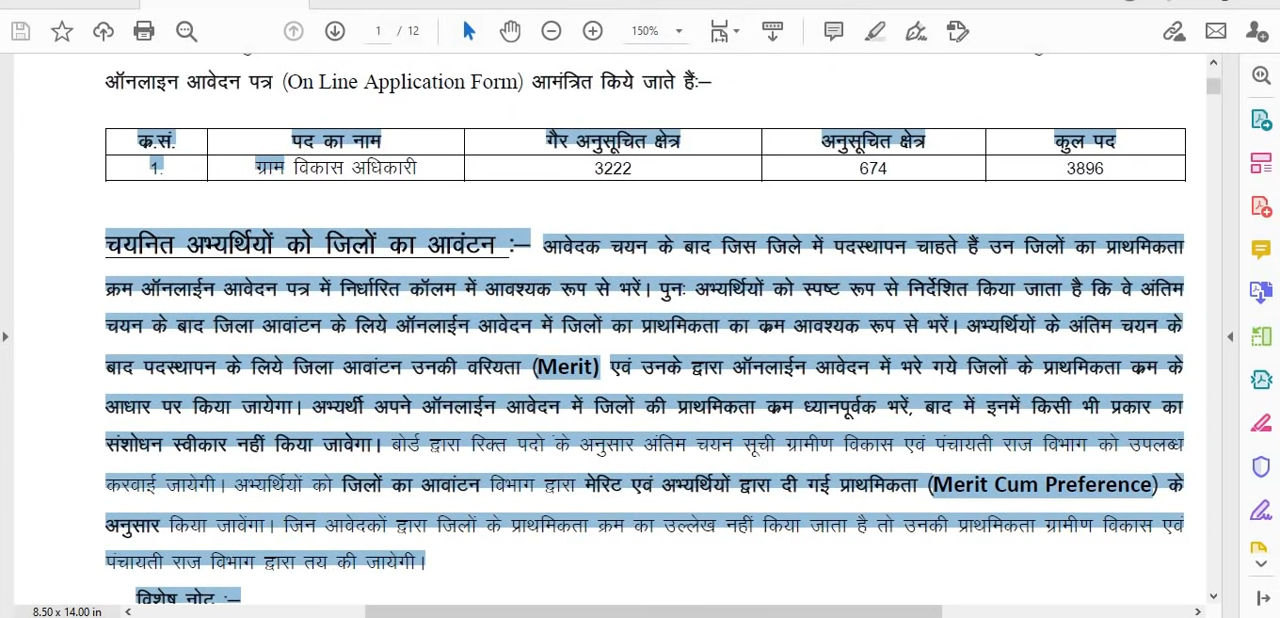 1 / 12
150%
ऑनलाइन आवेदन पत्र (On Line Application Form) आमंत्रित किये जाते हैं:–
क्र.सं. पद का नाम गैर अनुसूचित क्षेत्र अनुसूचित क्षेत्र कुल पद
1. ग्राम विकास अधिकारी 3222 674 3896
चयनित अभ्यर्थियों को जिलों का आवंटन :– आवेदक चयन के बाद जिस जिले में पदस्थापन चाहते हैं उन जिलों का प्राथमिकता
क्रम ऑनलाईन आवेदन पत्र में निर्धारित कॉलम में आवश्यक रूप से भरें। पुनः अभ्यर्थियों को स्पष्ट रूप से निर्देशित किया जाता है कि वे अंतिम
चयन के बाद जिला आवांटन के लिये ऑनलाईन आवेदन में जिलों का प्राथमिकता का क्रम आवश्यक रूप से भरें। अभ्यर्थियों के अंतिम चयन के
बाद पदस्थापन के लिये जिला आवांटन उनकी वरियता (Merit) एवं उनके द्वारा ऑनलाईन आवेदन में भरे गये जिलों के प्राथमिकता क्रम के
आधार पर किया जायेगा। अभ्यर्थी अपने ऑनलाईन आवेदन में जिलों की प्राथमिकता क्रम ध्यानपूर्वक भरें, बाद में इनमें किसी भी प्रकार का
संशोधन स्वीकार नहीं किया जावेगा। बोर्ड द्वारा रिक्त पदो के अनुसार अंतिम चयन सूची ग्रामीण विकास एवं पंचायती राज विभाग को उपलब्ध
करवाई जायेगी। अभ्यर्थियों को जिलों का आवांटन विभाग द्वारा मेरिट एवं अभ्यर्थियों द्वारा दी गई प्राथमिकता (Merit Cum Preference) के
अनुसार किया जावेंगा। जिन आवेदकों द्वारा जिलों के प्राथमिकता क्रम का उल्लेख नहीं किया जाता है तो उनकी प्राथमिकता ग्रामीण विकास एवं
पंचायती राज विभाग द्वारा तय की जायेगी।
विशेष नोट :–
8.50 x 14.00 in